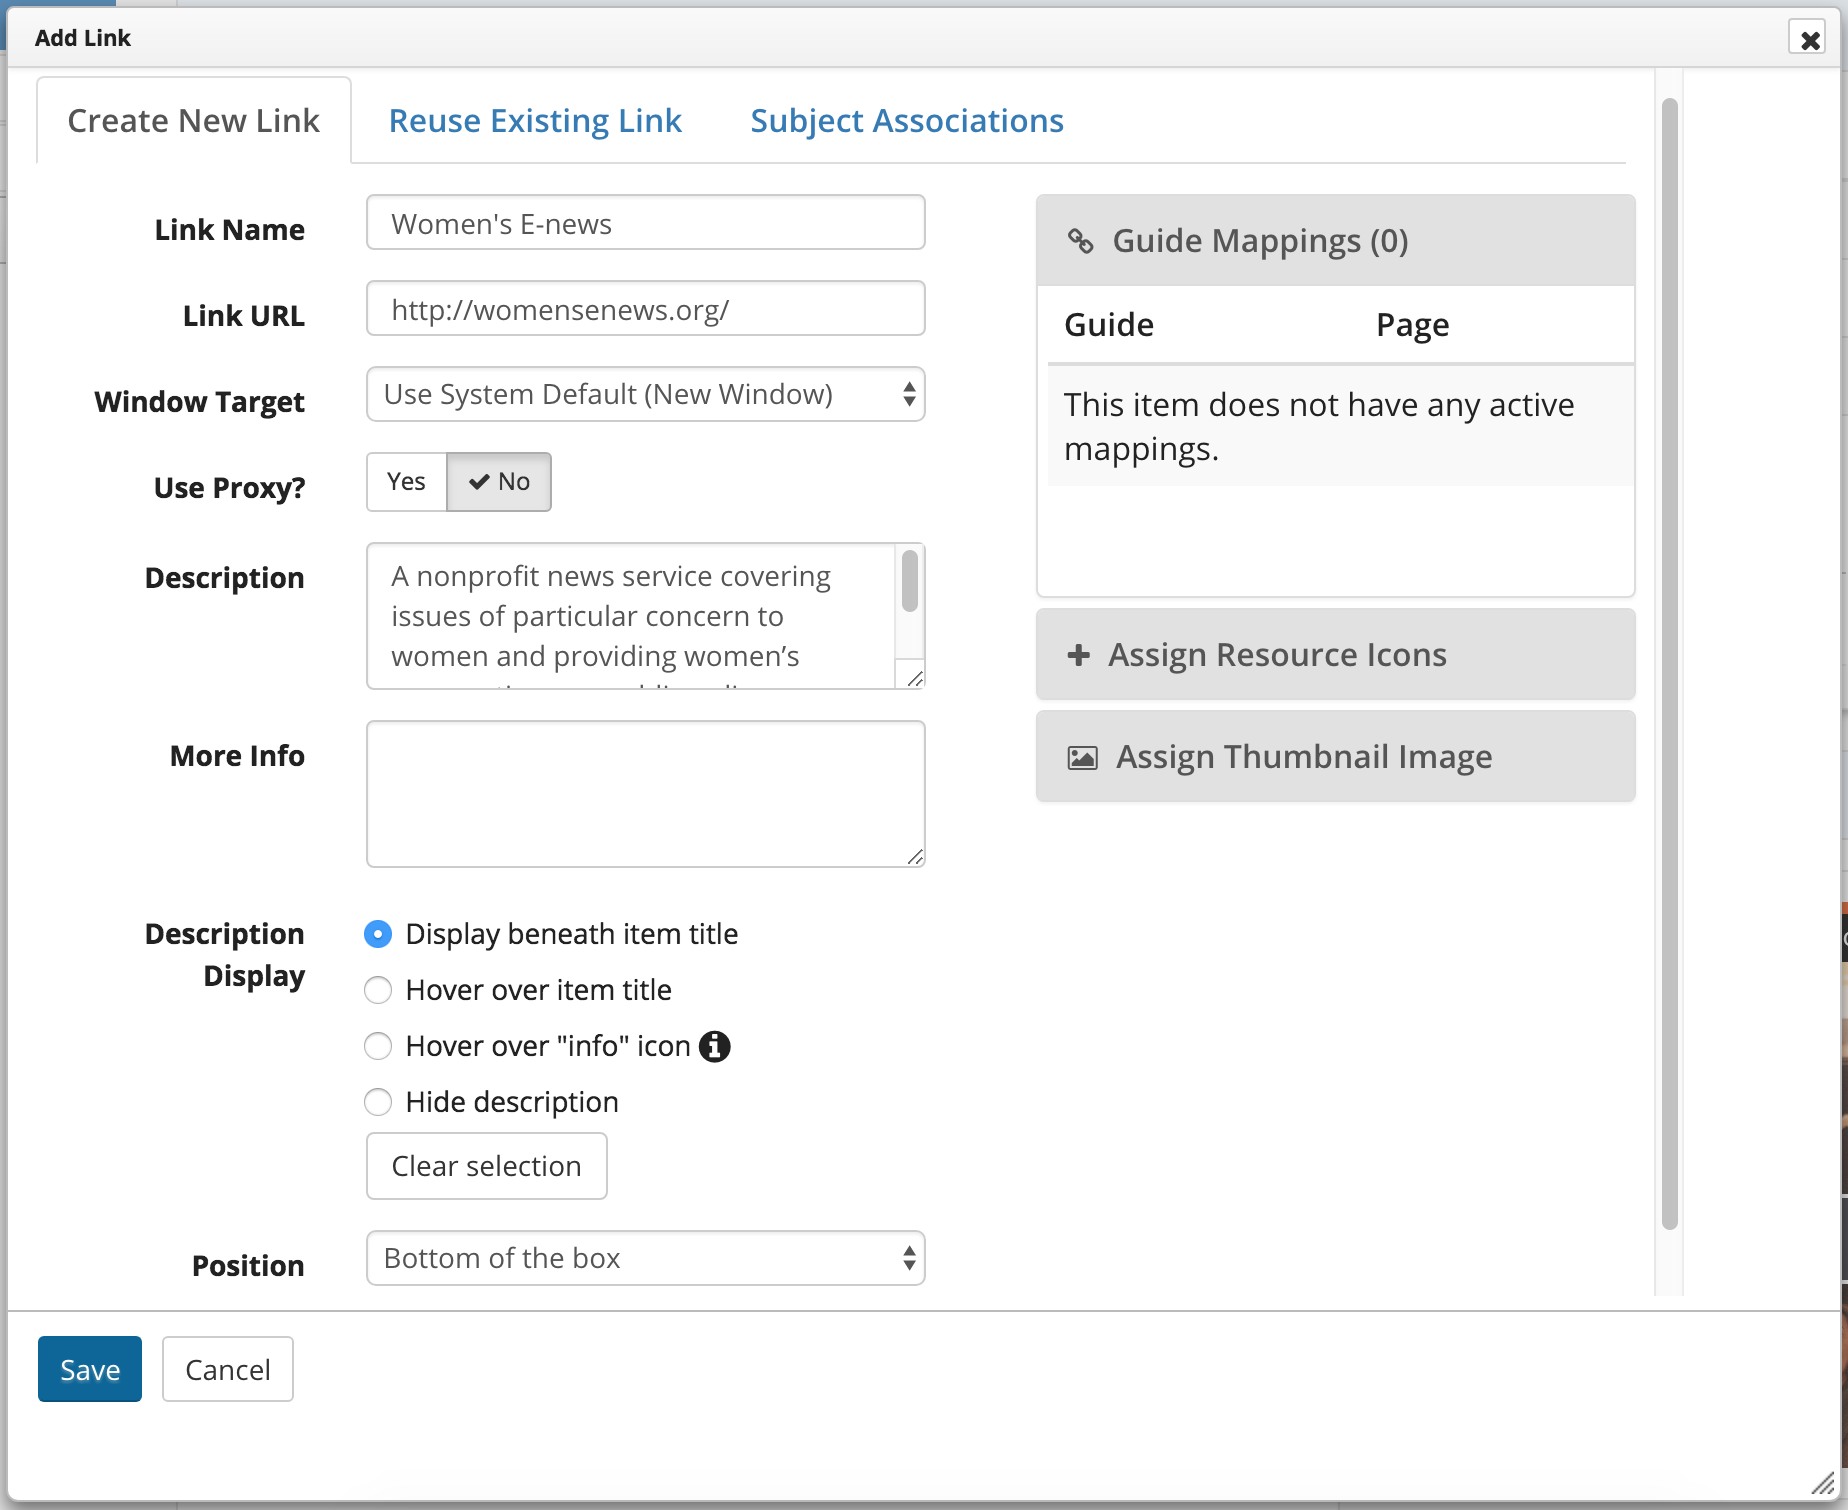 Add Link
Create New Link
Reuse Existing Link
Subject Associations
Link Name
Women's E-news
Link URL
http://womensenews.org/
Window Target
Use System Default (New Window)
Use Proxy?
Yes
No
Description
A nonprofit news service covering
issues of particular concern to
women and providing women’s
More Info
Description
Display
Display beneath item title
Hover over item title
Hover over "info" icon
Hide description
Clear selection
Position
Bottom of the box
Guide Mappings (0)
Guide
Page
This item does not have any active
mappings.
Assign Resource Icons
Assign Thumbnail Image
Save
Cancel